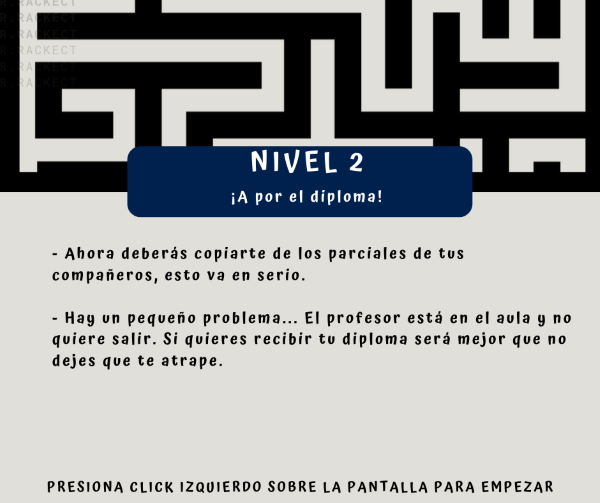 R.RACKECT
R.RACKECT
R.RACKECT
R.RACKECT
R.RACKECT
R.RACKECT
NIVEL 2
¡A por el diploma!
- Ahora deberás copiarte de los parciales de tus
compañeros, esto va en serio.
- Hay un pequeño problema... El profesor está en el aula y no
quiere salir. Si quieres recibir tu diploma será mejor que no
dejes que te atrape.
PRESIONA CLICK IZQUIERDO SOBRE LA PANTALLA PARA EMPEZAR